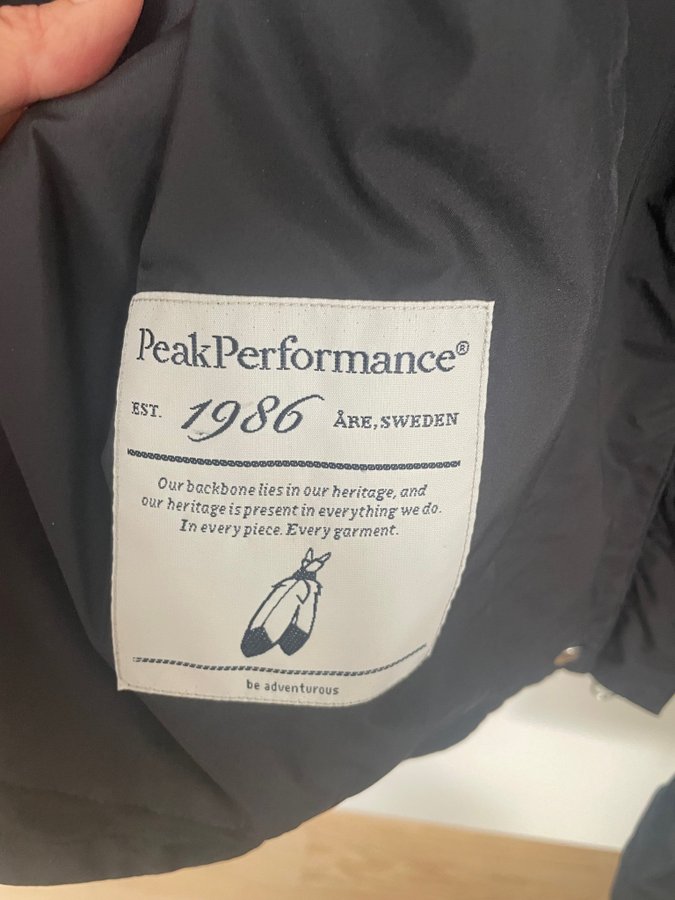 PeakPerformance®
EST. 1986 ÅRE, SWEDEN
Our backbone lies in our heritage, and
our heritage is present in everything we do.
In every piece. Every garment.
be adventurous